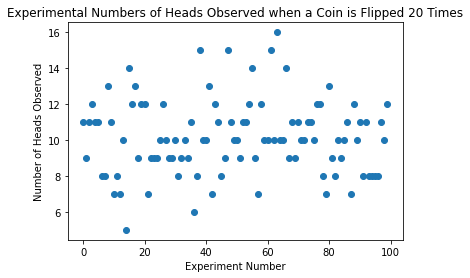 Experimental Numbers of Heads Observed when a Coin is Flipped 20 Times
16
14
12
10
8
6
Number of Heads Observed
0 20 40 60 80 100
Experiment Number